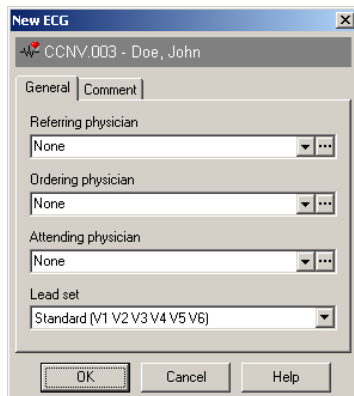 New ECG
CCNV.003 - Doe, John
General Comment
Referring physician
None
Ordering physician
None
Attending physician
None
Lead set
Standard (V1 V2 V3 V4 V5 V6)
OK Cancel Help